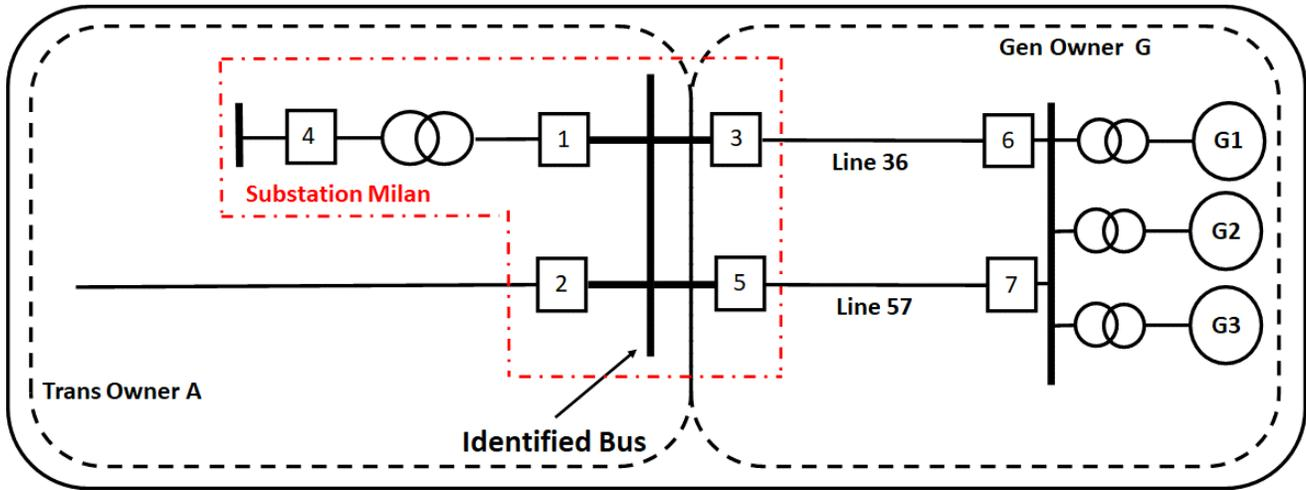 Gen Owner G
4
1
3
6
G1
Line 36
Substation Milan
G2
2
5
7
Line 57
G3
Trans Owner A
Identified Bus